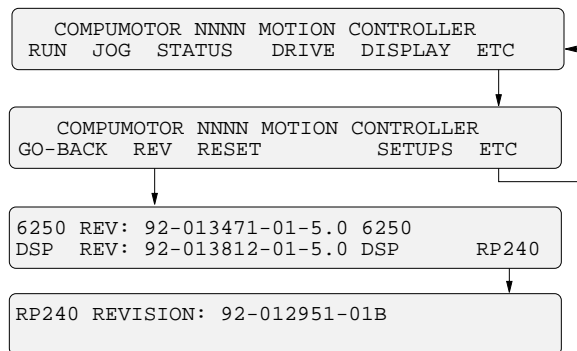 COMPUMOTOR NNNN MOTION CONTROLLER
RUN JOG STATUS DRIVE DISPLAY ETC
COMPUMOTOR NNNN MOTION CONTROLLER
GO-BACK REV RESET SETUPS ETC
6250 REV: 92-013471-01-5.0 6250
DSP REV: 92-013812-01-5.0 DSP RP240
RP240 REVISION: 92-012951-01B